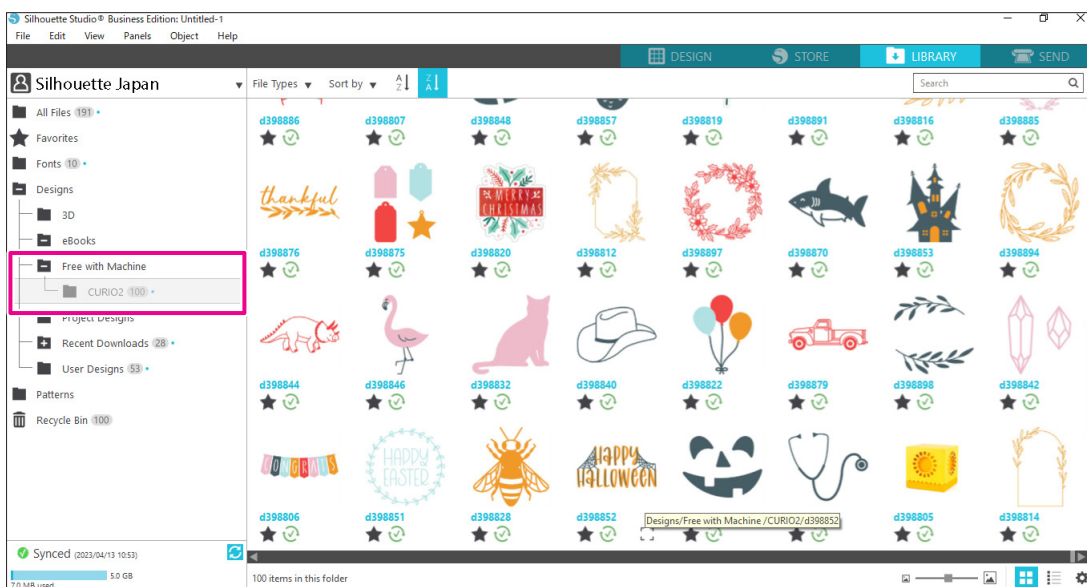 Silhouette Studio® Business Edition: Untitled-1
File Edit View Panels Object Help
DESIGN STORE LIBRARY SEND
Silhouette Japan
File Types Sort by A Z Z A Search
All Files 191
Favorites
Fonts 10
Designs
3D
eBooks
Free with Machine
CURIO2 100
Project Designs
Recent Downloads 28
User Designs 53
Patterns
Recycle Bin 100
Synced (2023/04/13 10:53)
5.0 GB
7.0 MB used
d398886 d398807 d398848 d398857 d398819 d398891 d398816 d398885
thankful
MERRY
CHRISTMAS
d398876 d398875 d398820 d398812 d398897 d398870 d398853 d398894
d398844 d398846 d398832 d398840 d398822 d398879 d398898 d398842
CONGRATS
HAPPY
EASTER
HAPPY
HALLOWEEN
d398806 d398851 d398828 d398852 d398805 d398814
Designs/Free with Machine /CURIO2/d398852
100 items in this folder